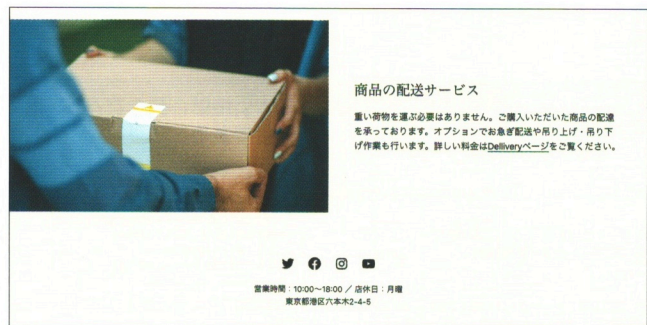 商品の配送サービス
重い荷物を運ぶ必要はありません。ご購入いただいた商品の配達
を承っております。オプションでお急ぎ配送や吊り上げ・吊り下
げ作業も行います。詳しい料金はDelliveryページをご覧ください。
営業時間：10:00〜18:00 ／ 店休日：月曜
東京都港区六本木2-4-5